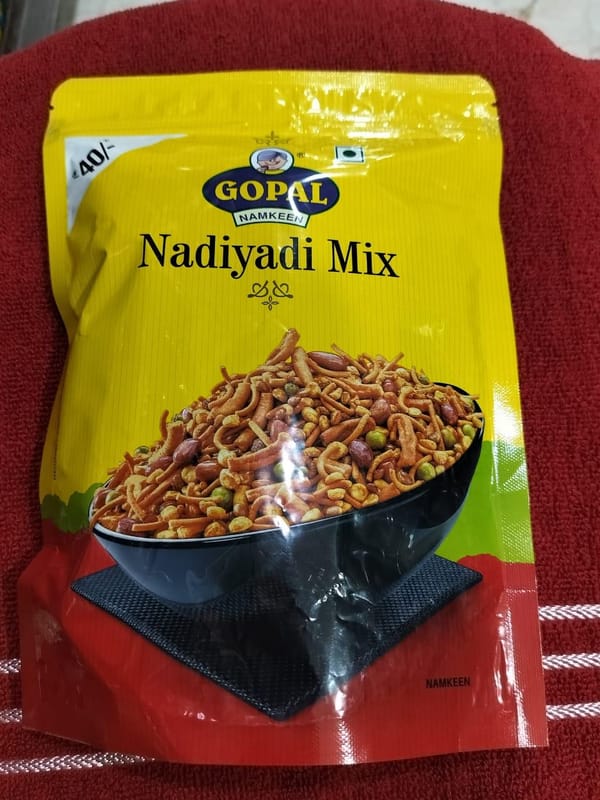 ₹40/-
GOPAL
NAMKEEN
Nadiyadi Mix
NAMKEEN